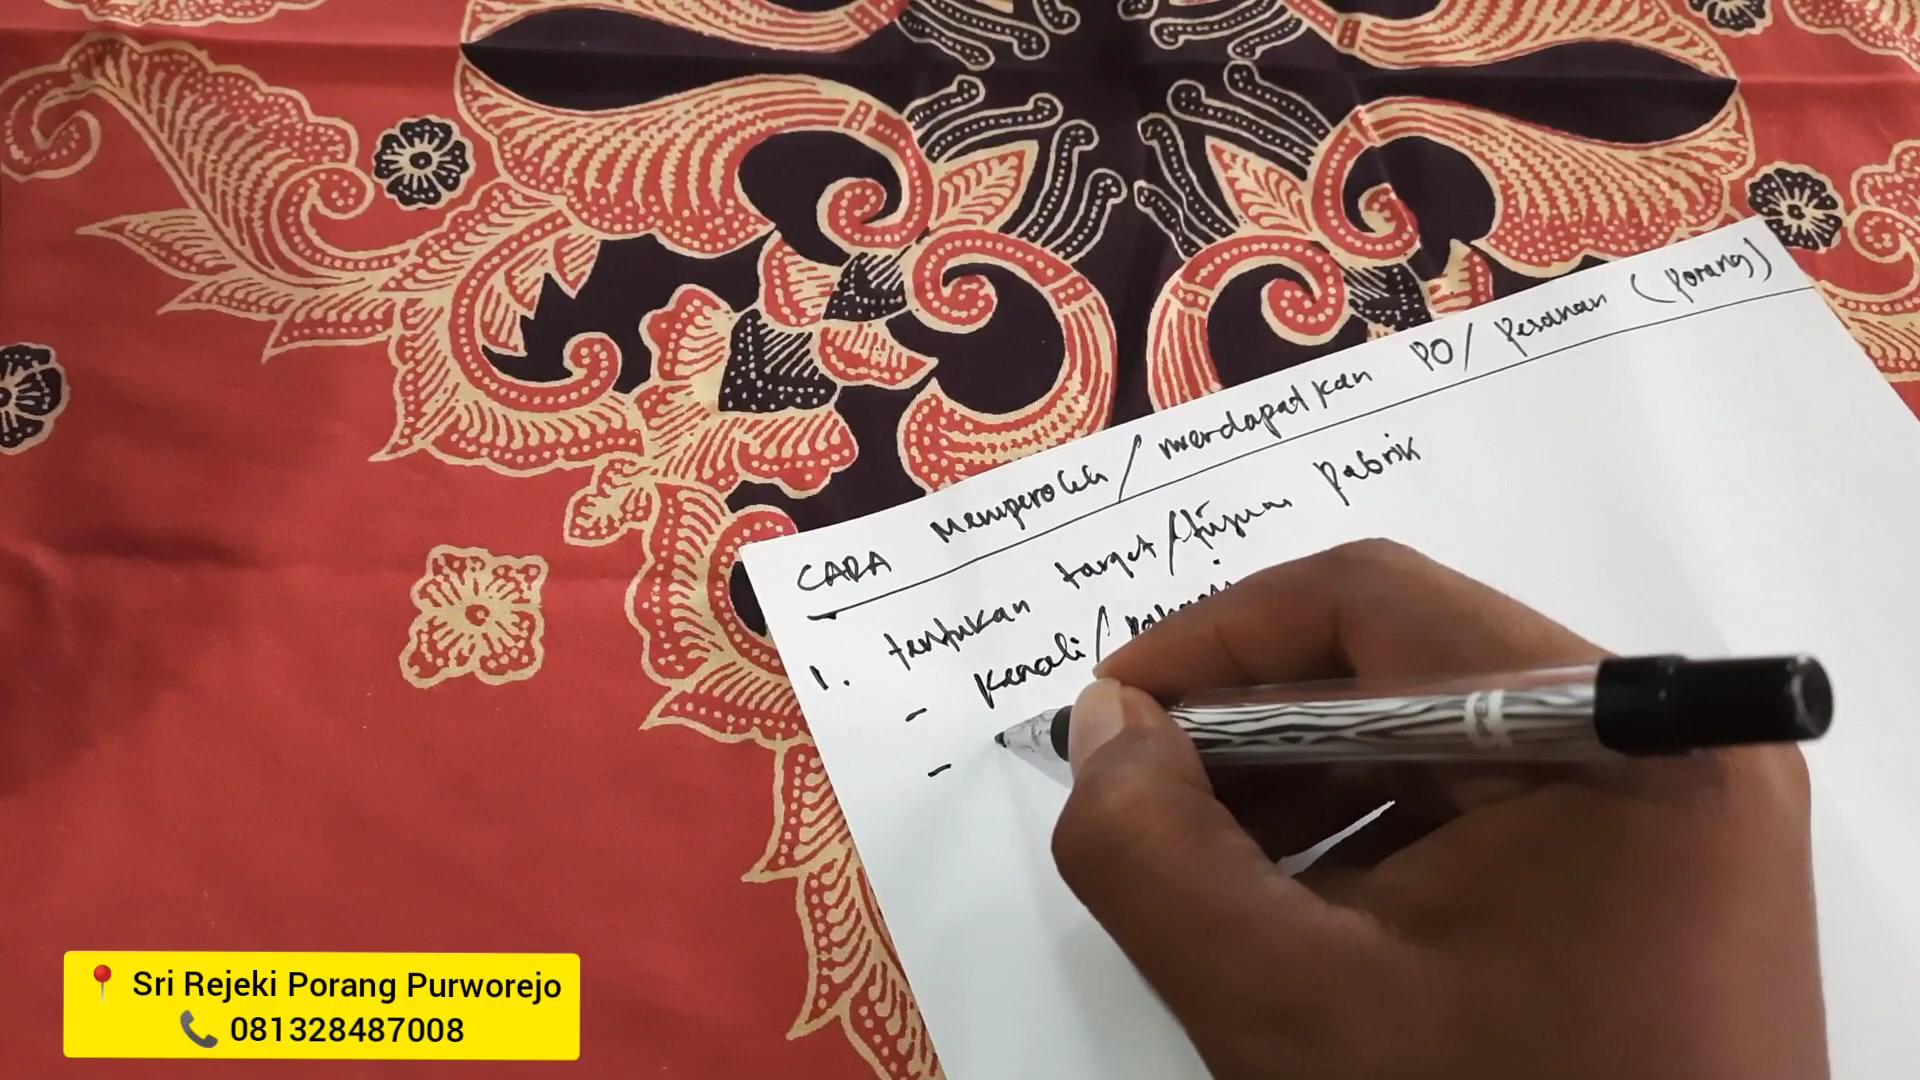 CARA Memperoleh/mendapatkan PO/Pesanan (Porang)
1. tentukan target/tujuan Pabrik
- Kenali/
-
Sri Rejeki Porang Purworejo
081328487008